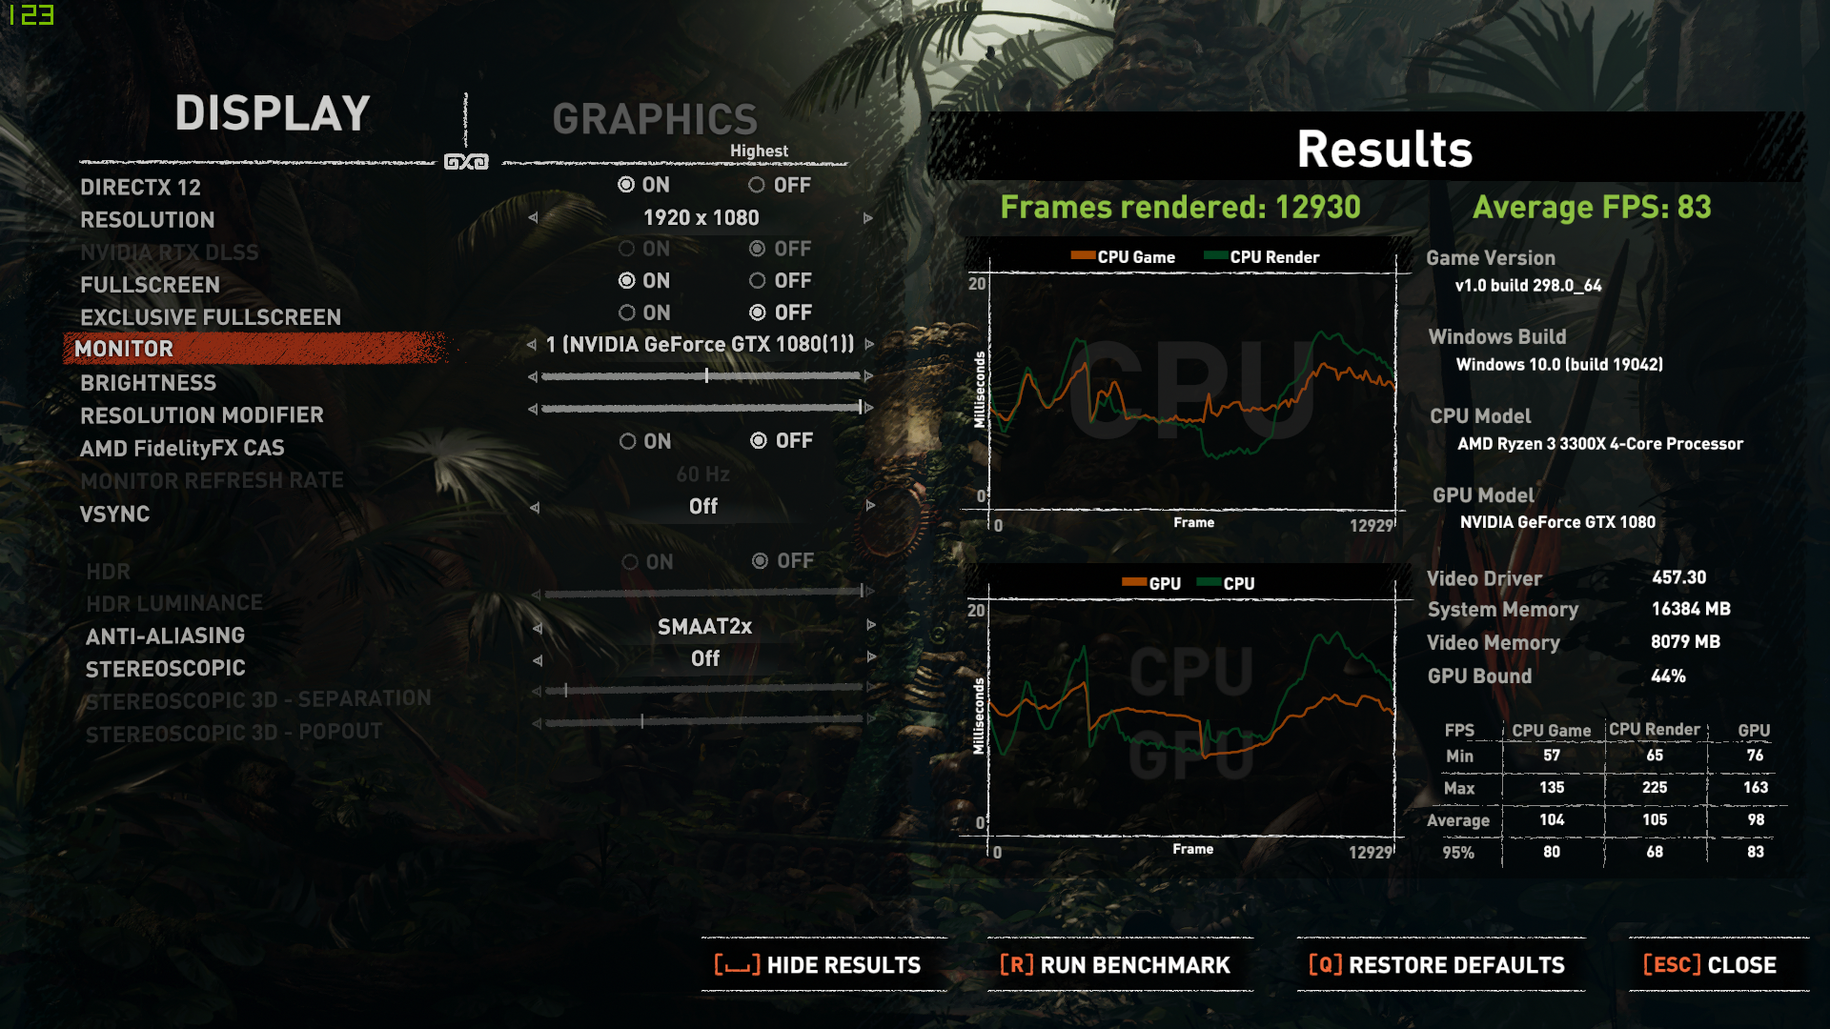 123
DISPLAY
GRAPHICS
Highest
DIRECTX 12 ON OFF
RESOLUTION 1920 x 1080
NVIDIA RTX DLSS ON OFF
FULLSCREEN ON OFF
EXCLUSIVE FULLSCREEN ON OFF
MONITOR 1 (NVIDIA GeForce GTX 1080(1))
BRIGHTNESS
RESOLUTION MODIFIER
AMD FidelityFX CAS ON OFF
MONITOR REFRESH RATE 60 Hz
VSYNC Off
HDR ON OFF
HDR LUMINANCE
ANTI-ALIASING SMAAT2x
STEREOSCOPIC Off
STEREOSCOPIC 3D - SEPARATION
STEREOSCOPIC 3D - POPOUT
Results
Frames rendered: 12930 Average FPS: 83
CPU Game CPU Render
20
CPU
Milliseconds
0
0 Frame 12929
GPU CPU
20
CPU
GPU
Milliseconds
0
0 Frame 12929
Game Version
v1.0 build 298.0_64
Windows Build
Windows 10.0 (build 19042)
CPU Model
AMD Ryzen 3 3300X 4-Core Processor
GPU Model
NVIDIA GeForce GTX 1080
Video Driver 457.30
System Memory 16384 MB
Video Memory 8079 MB
GPU Bound 44%
FPS CPU Game CPU Render GPU
Min 57 65 76
Max 135 225 163
Average 104 105 98
95% 80 68 83
[⎵] HIDE RESULTS [R] RUN BENCHMARK [Q] RESTORE DEFAULTS [ESC] CLOSE